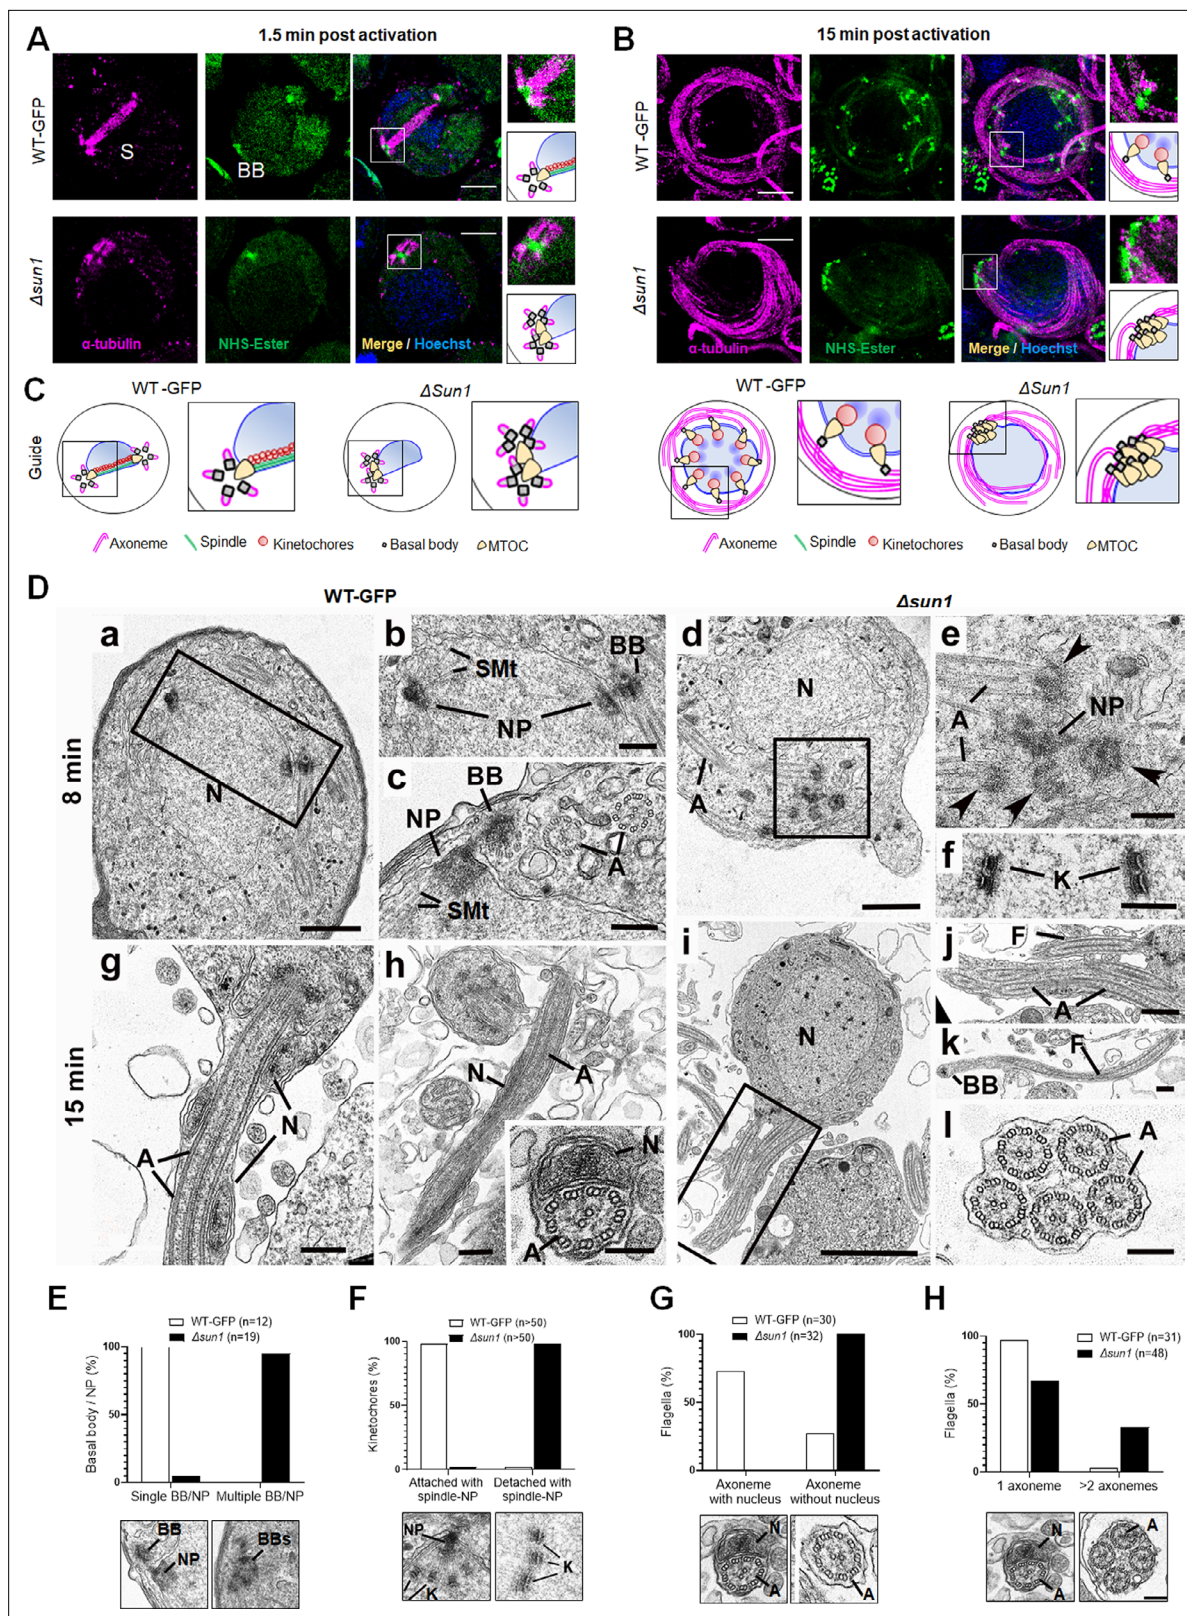 A
1.5 min post activation
B
15 min post activation
WT-GFP
S
BB
WT-GFP
Δsun1
α-tubulin
NHS-Ester
Merge / Hoechst
Δsun1
α-tubulin
NHS-Ester
Merge / Hoechst
C
WT-GFP
ΔSun1
WT-GFP
ΔSun1
Guide
Axoneme
Spindle
Kinetochores
Basal body
MTOC
Axoneme
Spindle
Kinetochores
Basal body
MTOC
D
WT-GFP
Δsun1
8 min
a
N
b
SMt
BB
NP
c
BB
NP
A
SMt
d
N
A
e
A
NP
f
K
15 min
g
N
A
h
N
A
N
A
i
N
j
F
A
k
F
BB
l
A
E
WT-GFP (n=12)
Δsun1 (n=19)
Basal body / NP (%)
100
50
0
Single BB/NP
Multiple BB/NP
BB
NP
BBs
F
WT-GFP (n>50)
Δsun1 (n>50)
Kinetochores (%)
100
50
0
Attached with spindle-NP
Detached with spindle-NP
NP
K
K
G
WT-GFP (n=30)
Δsun1 (n=32)
Flagella (%)
100
50
0
Axoneme with nucleus
Axoneme without nucleus
N
A
A
H
WT-GFP (n=31)
Δsun1 (n=48)
Flagella (%)
100
50
0
1 axoneme
>2 axonemes
N
A
A